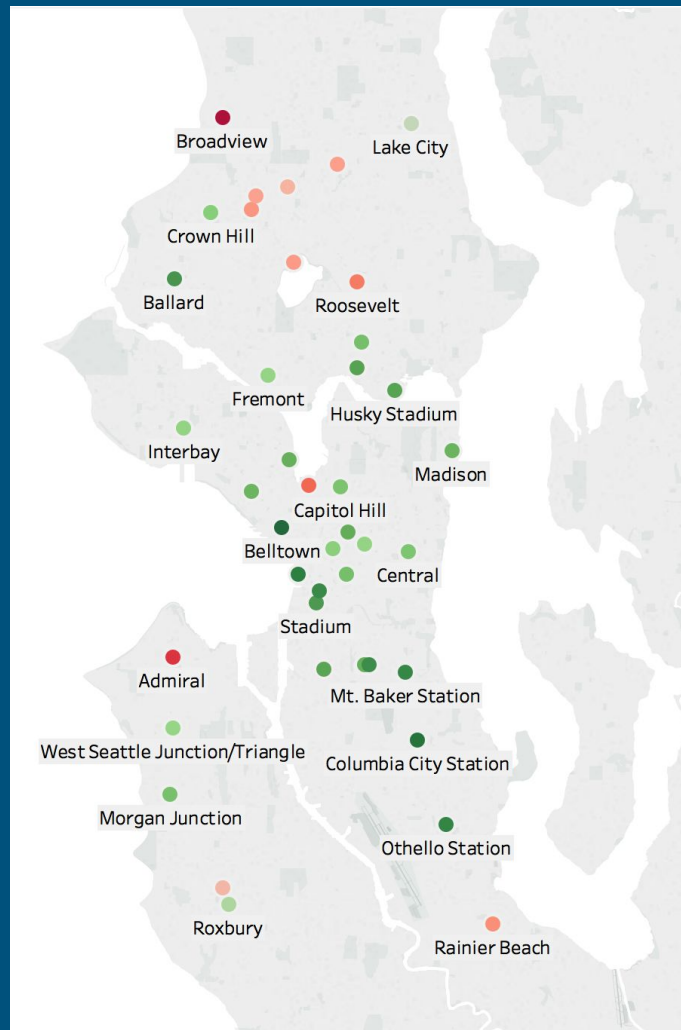 Broadview
Lake City
Crown Hill
Ballard
Roosevelt
Fremont
Husky Stadium
Interbay
Madison
Capitol Hill
Belltown
Central
Stadium
Admiral
Mt. Baker Station
West Seattle Junction/Triangle
Columbia City Station
Morgan Junction
Othello Station
Roxbury
Rainier Beach